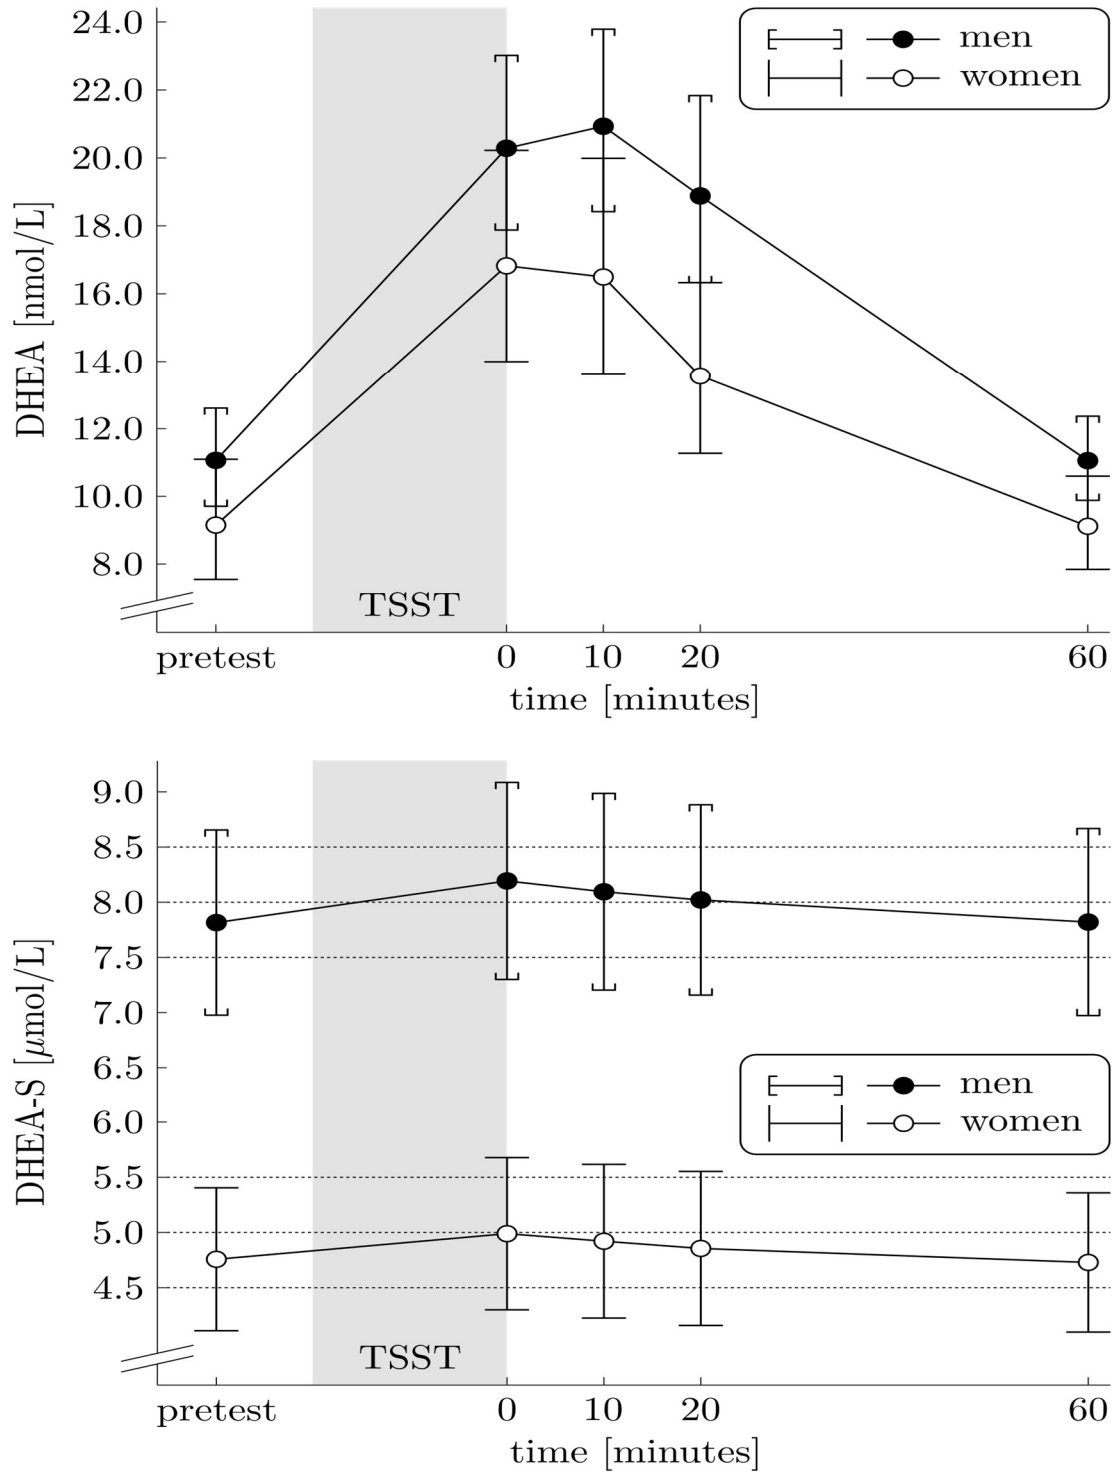 24.0
22.0
20.0
18.0
16.0
14.0
12.0
10.0
8.0
DHEA [nmol/L]
men
women
TSST
pretest 0 10 20 60
time [minutes]
9.0
8.5
8.0
7.5
7.0
6.5
6.0
5.5
5.0
4.5
DHEA-S [μmol/L]
men
women
TSST
pretest 0 10 20 60
time [minutes]